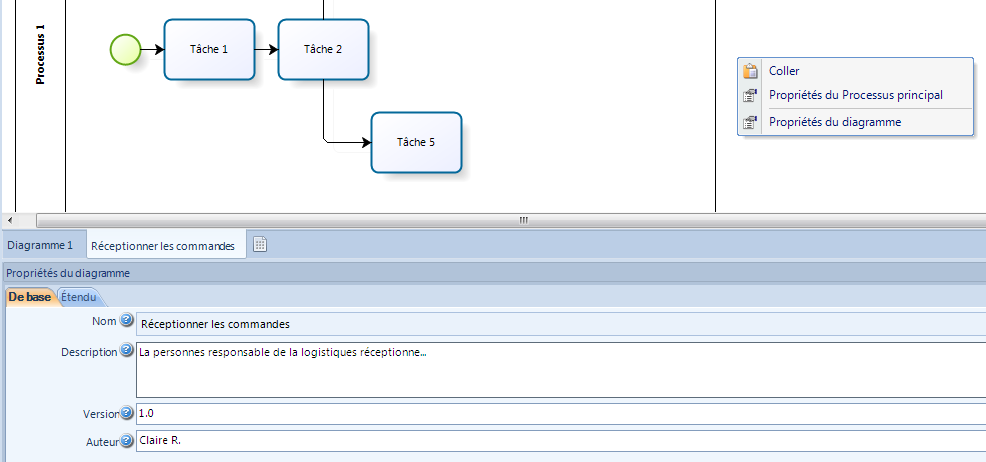 Processus 1
Tâche 1
Tâche 2
Tâche 5
Coller
Propriétés du Processus principal
Propriétés du diagramme
Diagramme 1
Réceptionner les commandes
Propriétés du diagramme
De base
Étendu
Nom
Réceptionner les commandes
Description
La personnes responsable de la logistiques réceptionne...
Version
1.0
Auteur
Claire R.